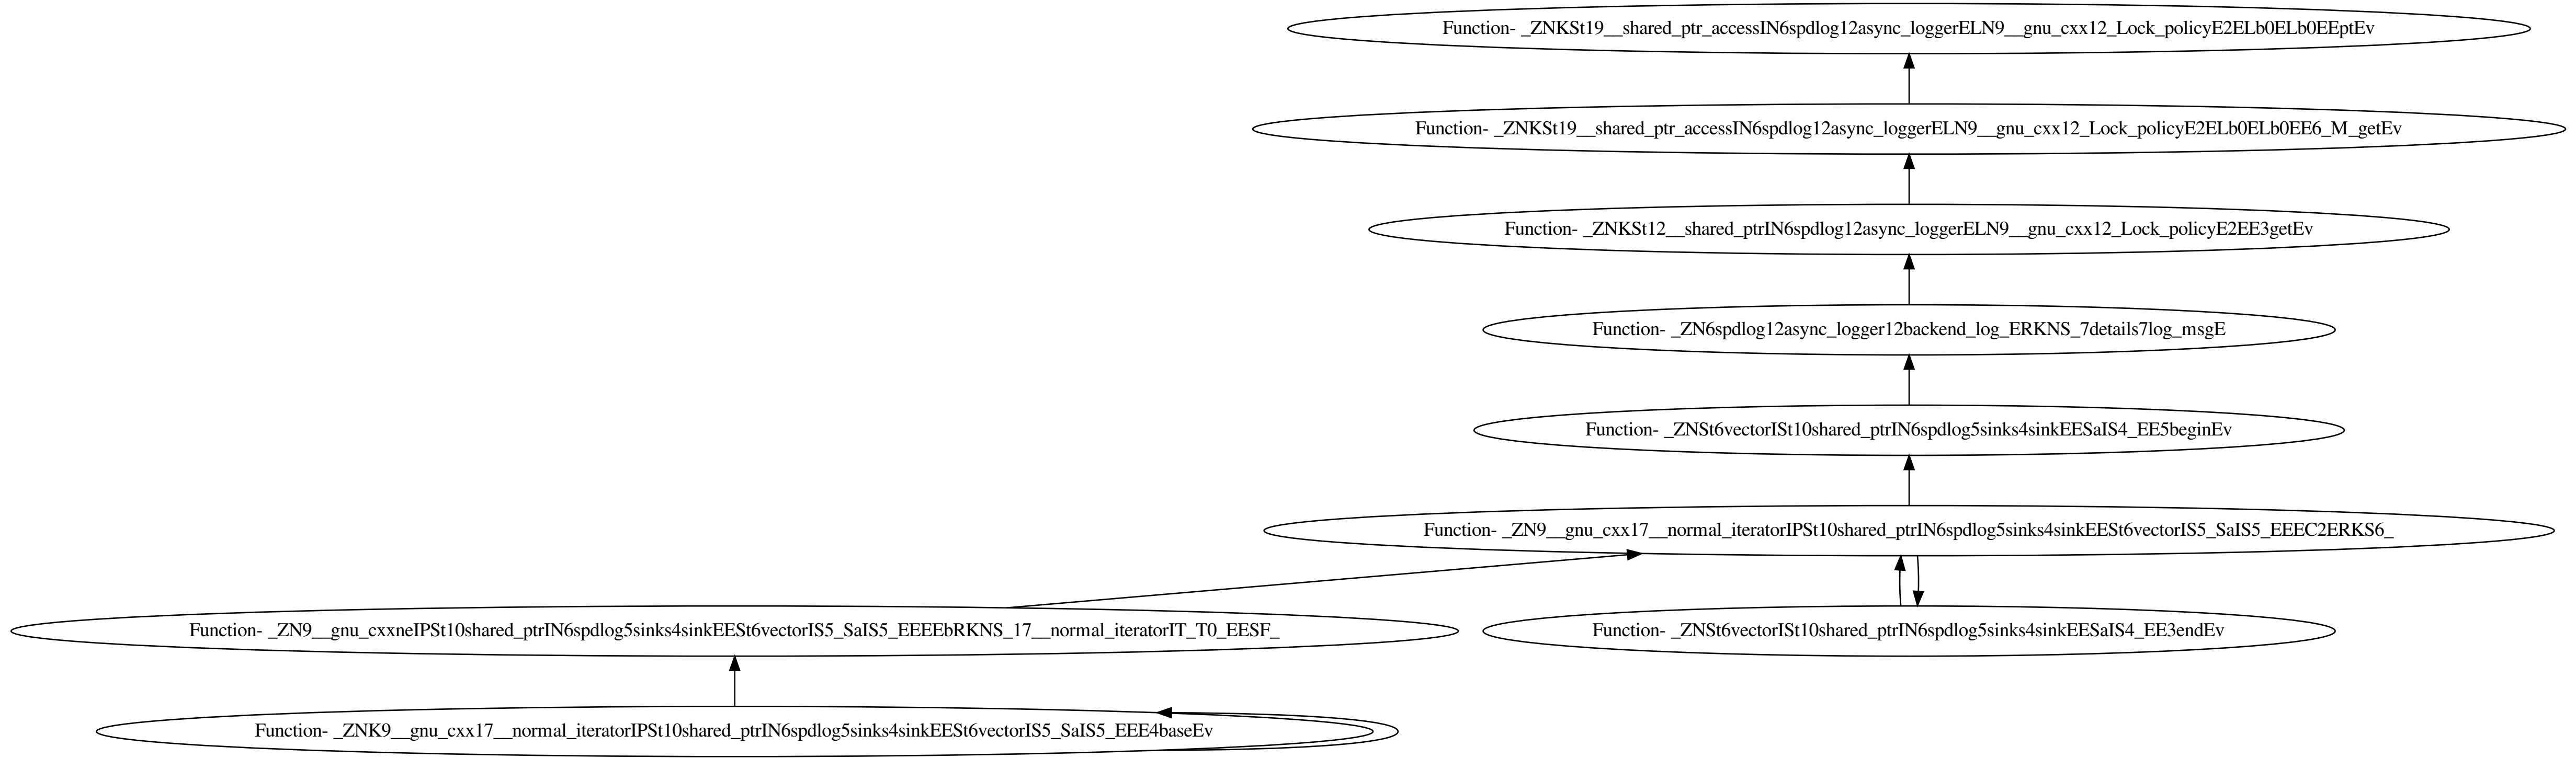 Function- _ZNKSt19__shared_ptr_accessIN6spdlog12async_loggerELN9__gnu_cxx12_Lock_policyE2ELb0ELb0EEptEv
Function- _ZNKSt19__shared_ptr_accessIN6spdlog12async_loggerELN9__gnu_cxx12_Lock_policyE2ELb0ELb0EE6_M_getEv
Function- _ZNKSt12__shared_ptrIN6spdlog12async_loggerELN9__gnu_cxx12_Lock_policyE2EE3getEv
Function- _ZN6spdlog12async_logger12backend_log_ERKNS_7details7log_msgE
Function- _ZNSt6vectorISt10shared_ptrIN6spdlog5sinks4sinkEESaIS4_EE5beginEv
Function- _ZN9__gnu_cxx17__normal_iteratorIPSt10shared_ptrIN6spdlog5sinks4sinkEESt6vectorIS5_SaIS5_EEEC2ERKS6_
Function- _ZN9__gnu_cxxneIPSt10shared_ptrIN6spdlog5sinks4sinkEESt6vectorIS5_SaIS5_EEEEbRKNS_17__normal_iteratorIT_T0_EESF_
Function- _ZNSt6vectorISt10shared_ptrIN6spdlog5sinks4sinkEESaIS4_EE3endEv
Function- _ZNK9__gnu_cxx17__normal_iteratorIPSt10shared_ptrIN6spdlog5sinks4sinkEESt6vectorIS5_SaIS5_EEE4baseEv